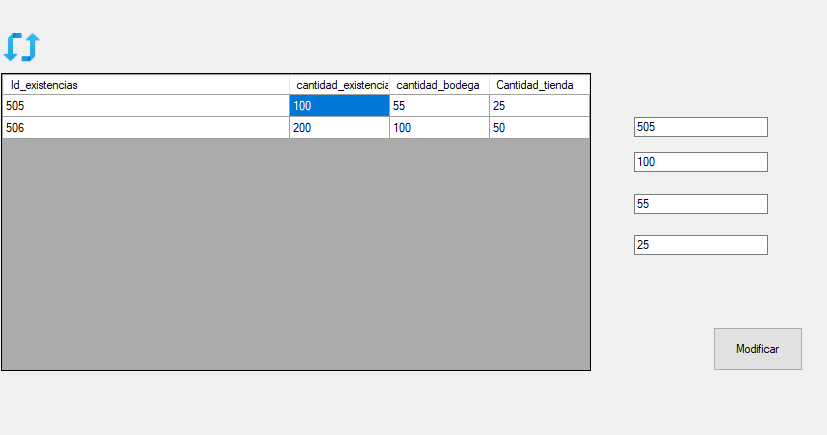 Id_existencias cantidad_existencia cantidad_bodega Cantidad_tienda
505 100 55 25
506 200 100 50
505
100
55
25
Modificar